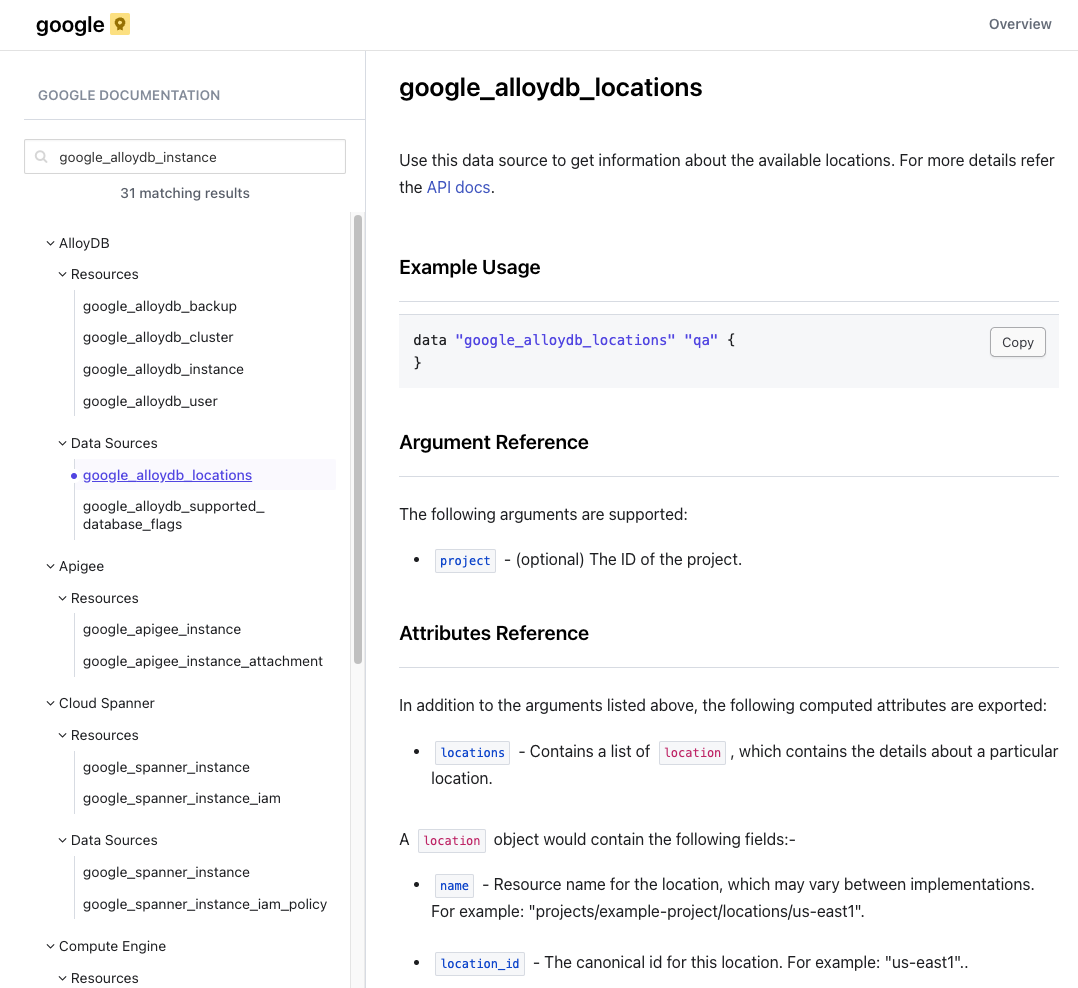 google
Overview
GOOGLE DOCUMENTATION
google_alloydb_instance
31 matching results
AlloyDB
Resources
google_alloydb_backup
google_alloydb_cluster
google_alloydb_instance
google_alloydb_user
Data Sources
google_alloydb_locations
google_alloydb_supported_
database_flags
Apigee
Resources
google_apigee_instance
google_apigee_instance_attachment
Cloud Spanner
Resources
google_spanner_instance
google_spanner_instance_iam
Data Sources
google_spanner_instance
google_spanner_instance_iam_policy
Compute Engine
Resources
google_alloydb_locations
Use this data source to get information about the available locations. For more details refer
the API docs.
Example Usage
data "google_alloydb_locations" "qa" {
}
Copy
Argument Reference
The following arguments are supported:
• project - (optional) The ID of the project.
Attributes Reference
In addition to the arguments listed above, the following computed attributes are exported:
• locations - Contains a list of location , which contains the details about a particular
location.
A location object would contain the following fields:-
• name - Resource name for the location, which may vary between implementations.
For example: "projects/example-project/locations/us-east1".
• location_id - The canonical id for this location. For example: "us-east1"..